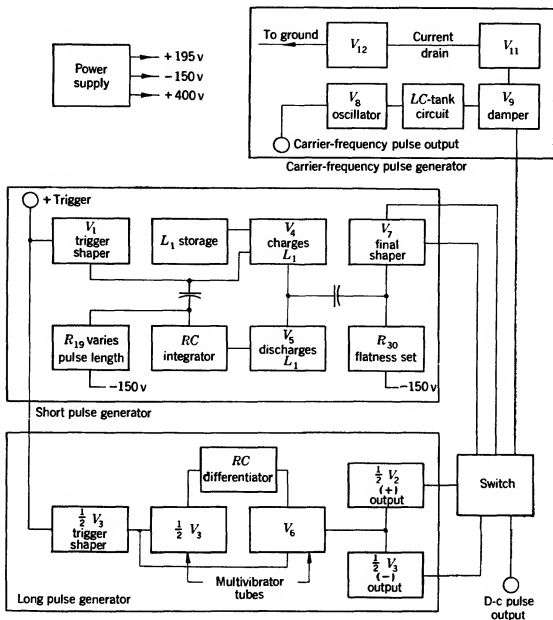 Power
supply
+ 195 v
− 150 v
+ 400 v
To ground
V12
Current
drain
V11
V8
oscillator
LC-tank
circuit
V9
damper
Carrier-frequency pulse output
Carrier-frequency pulse generator
+ Trigger
V1
trigger
shaper
L1 storage
V4
charges
L1
V7
final
shaper
R19 varies
pulse length
RC
integrator
V5
discharges
L1
R30
flatness set
−150 v
−150 v
Short pulse generator
RC
differentiator
1/2 V3
trigger
shaper
1/2 V3
V6
1/2 V2
(+)
output
Switch
1/2 V3
(−)
output
Multivibrator
tubes
Long pulse generator
D-c pulse
output